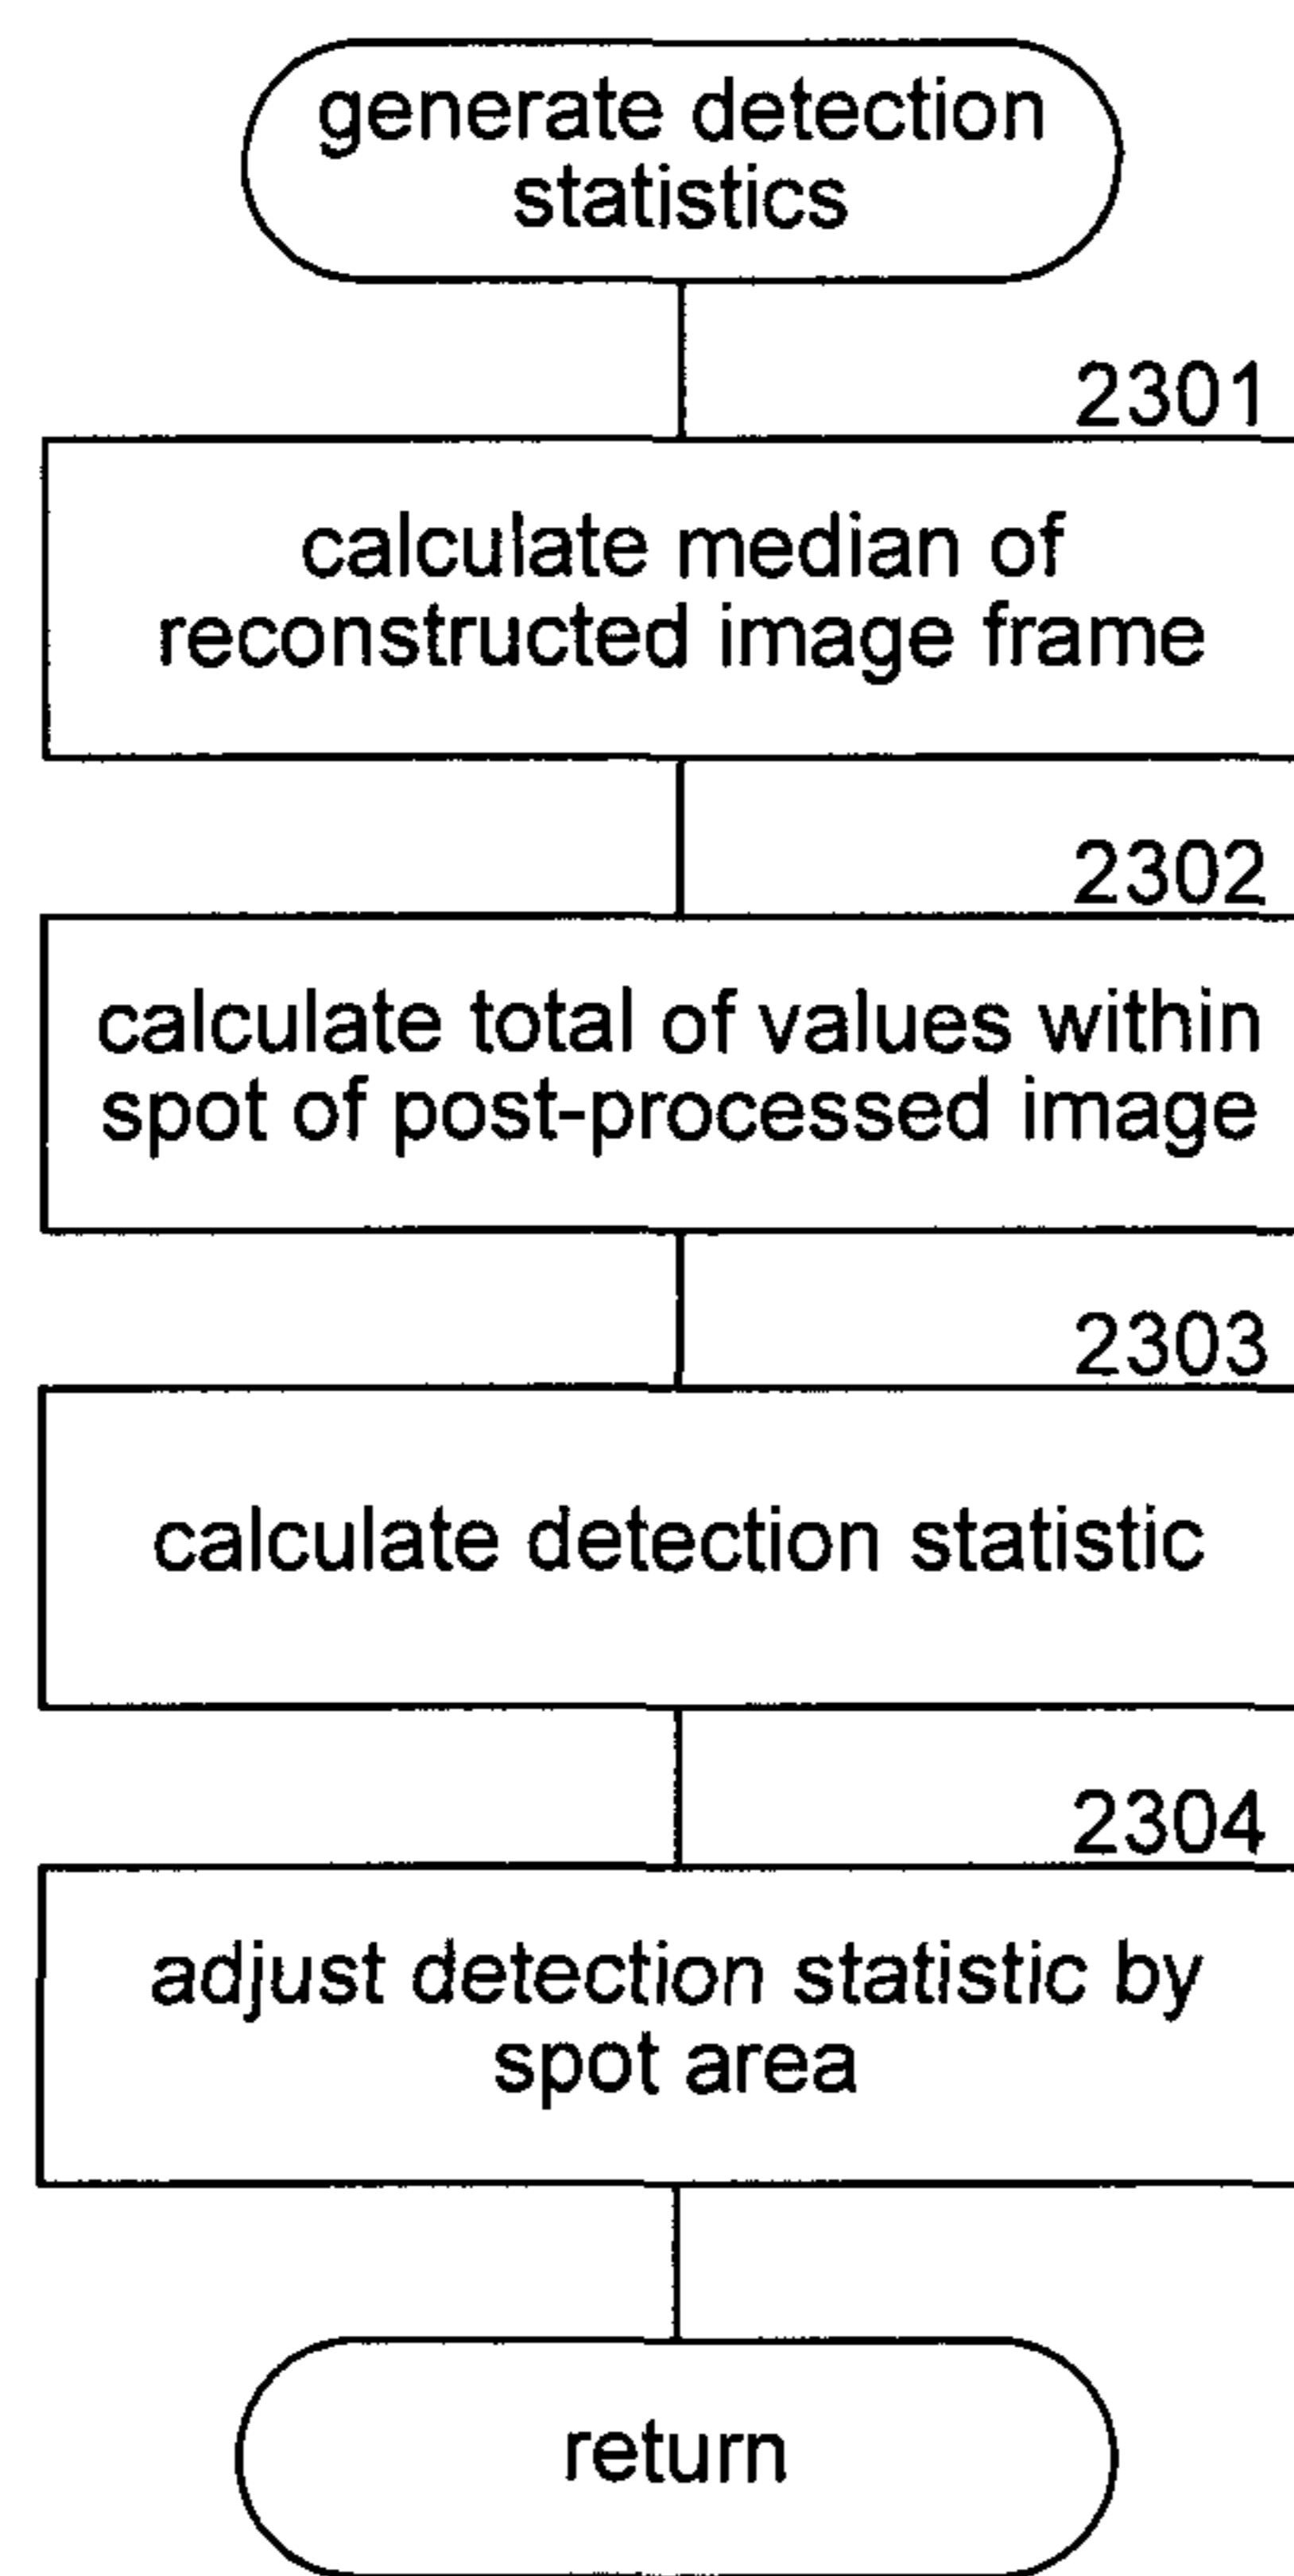 generate detection
statistics
2301
calculate median of
reconstructed image frame
2302
calculate total of values within
spot of post-processed image
2303
calculate detection statistic
2304
adjust detection statistic by
spot area
return